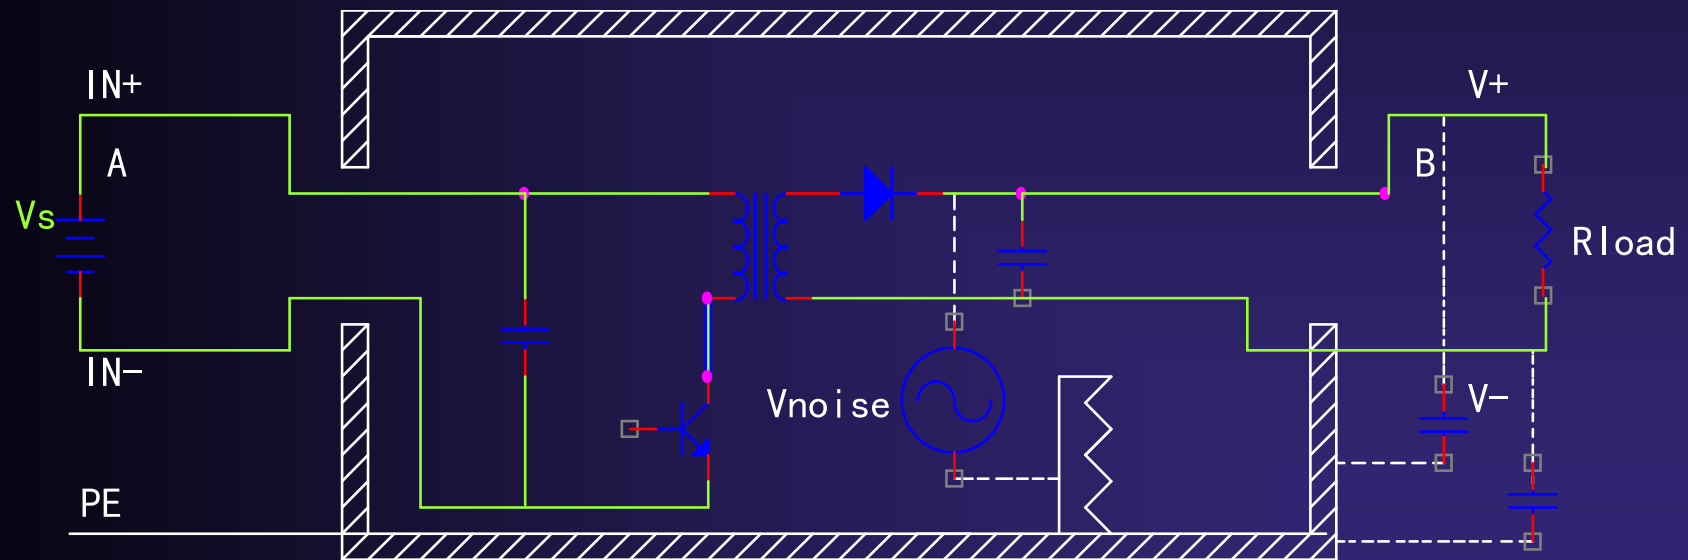 IN+
V+
A
B
Vs
Rload
IN-
V-
Vnoise
PE